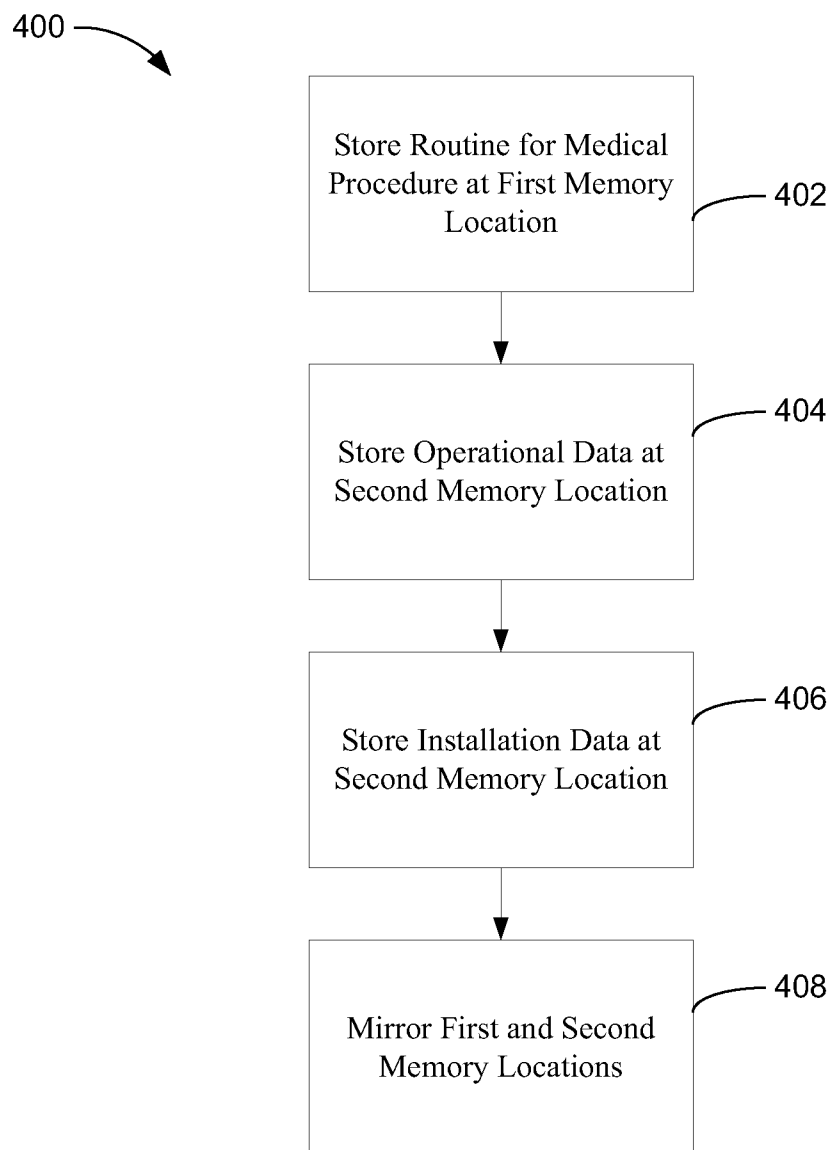 400
Store Routine for Medical
Procedure at First Memory
Location
402
Store Operational Data at
Second Memory Location
404
Store Installation Data at
Second Memory Location
406
Mirror First and Second
Memory Locations
408